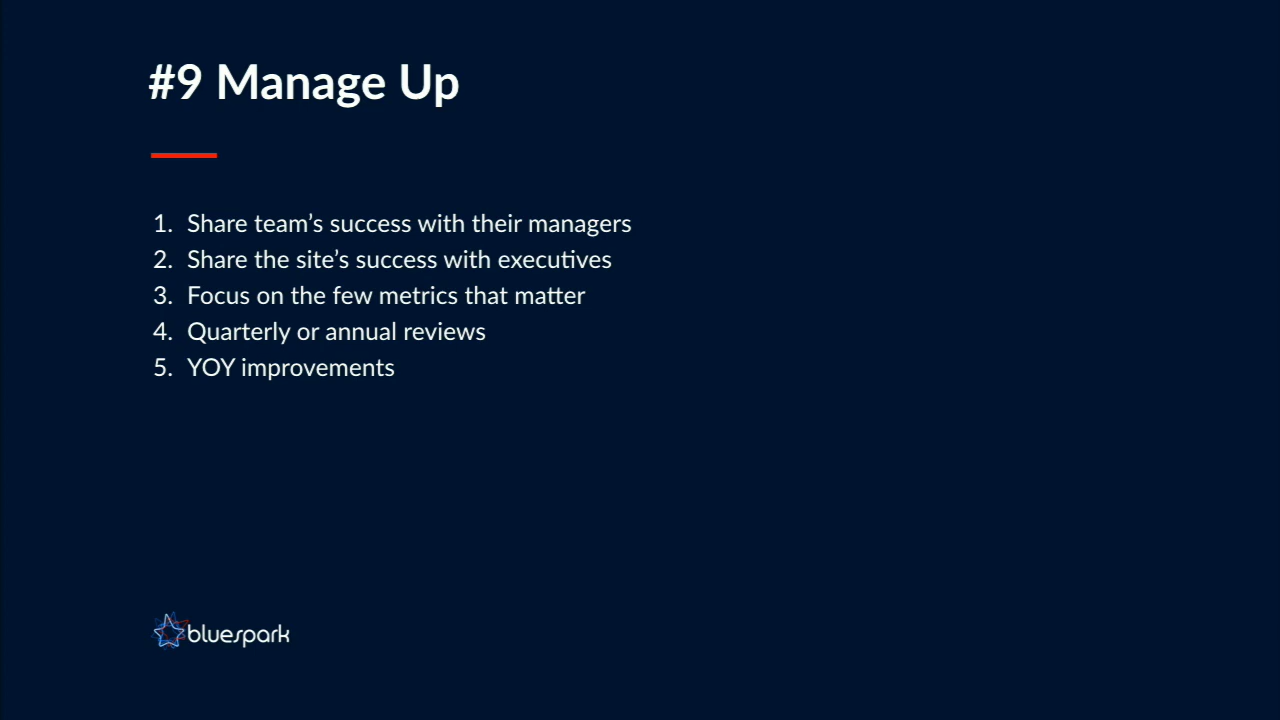 #9 Manage Up
1. Share team’s success with their managers
2. Share the site’s success with executives
3. Focus on the few metrics that matter
4. Quarterly or annual reviews
5. YOY improvements
bluespark